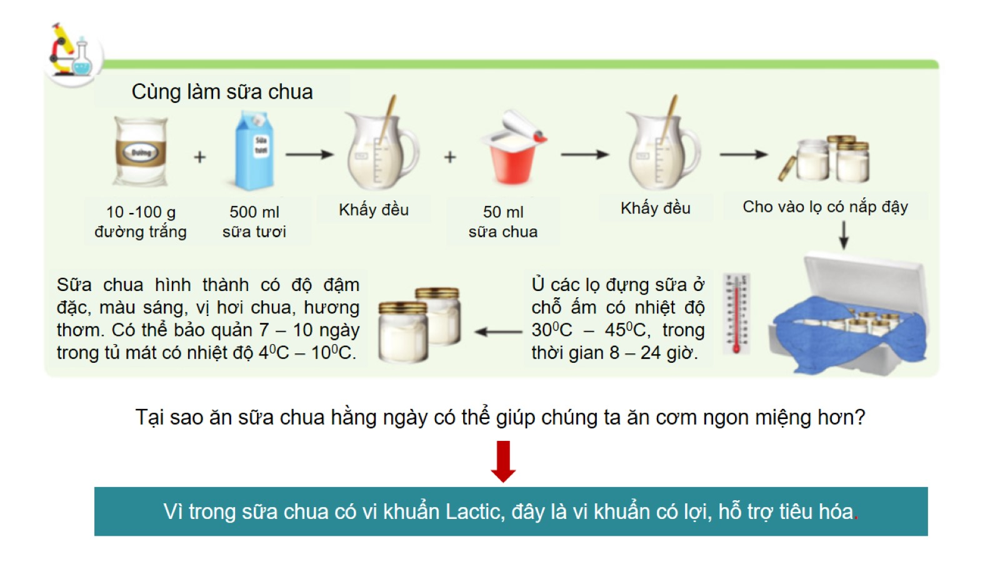 Cùng làm sữa chua
Đường
Sữa
tươi
10 -100 g
đường trắng
500 ml
sữa tươi
Khấy đều
50 ml
sữa chua
Khấy đều
Cho vào lọ có nắp đậy
Sữa chua hình thành có độ đậm
đặc, màu sáng, vị hơi chua, hương
thơm. Có thể bảo quản 7 – 10 ngày
trong tủ mát có nhiệt độ 4⁰C – 10⁰C.
Ủ các lọ đựng sữa ở
chỗ ấm có nhiệt độ
30⁰C – 45⁰C, trong
thời gian 8 – 24 giờ.
Tại sao ăn sữa chua hằng ngày có thể giúp chúng ta ăn cơm ngon miệng hơn?
Vì trong sữa chua có vi khuẩn Lactic, đây là vi khuẩn có lợi, hỗ trợ tiêu hóa.